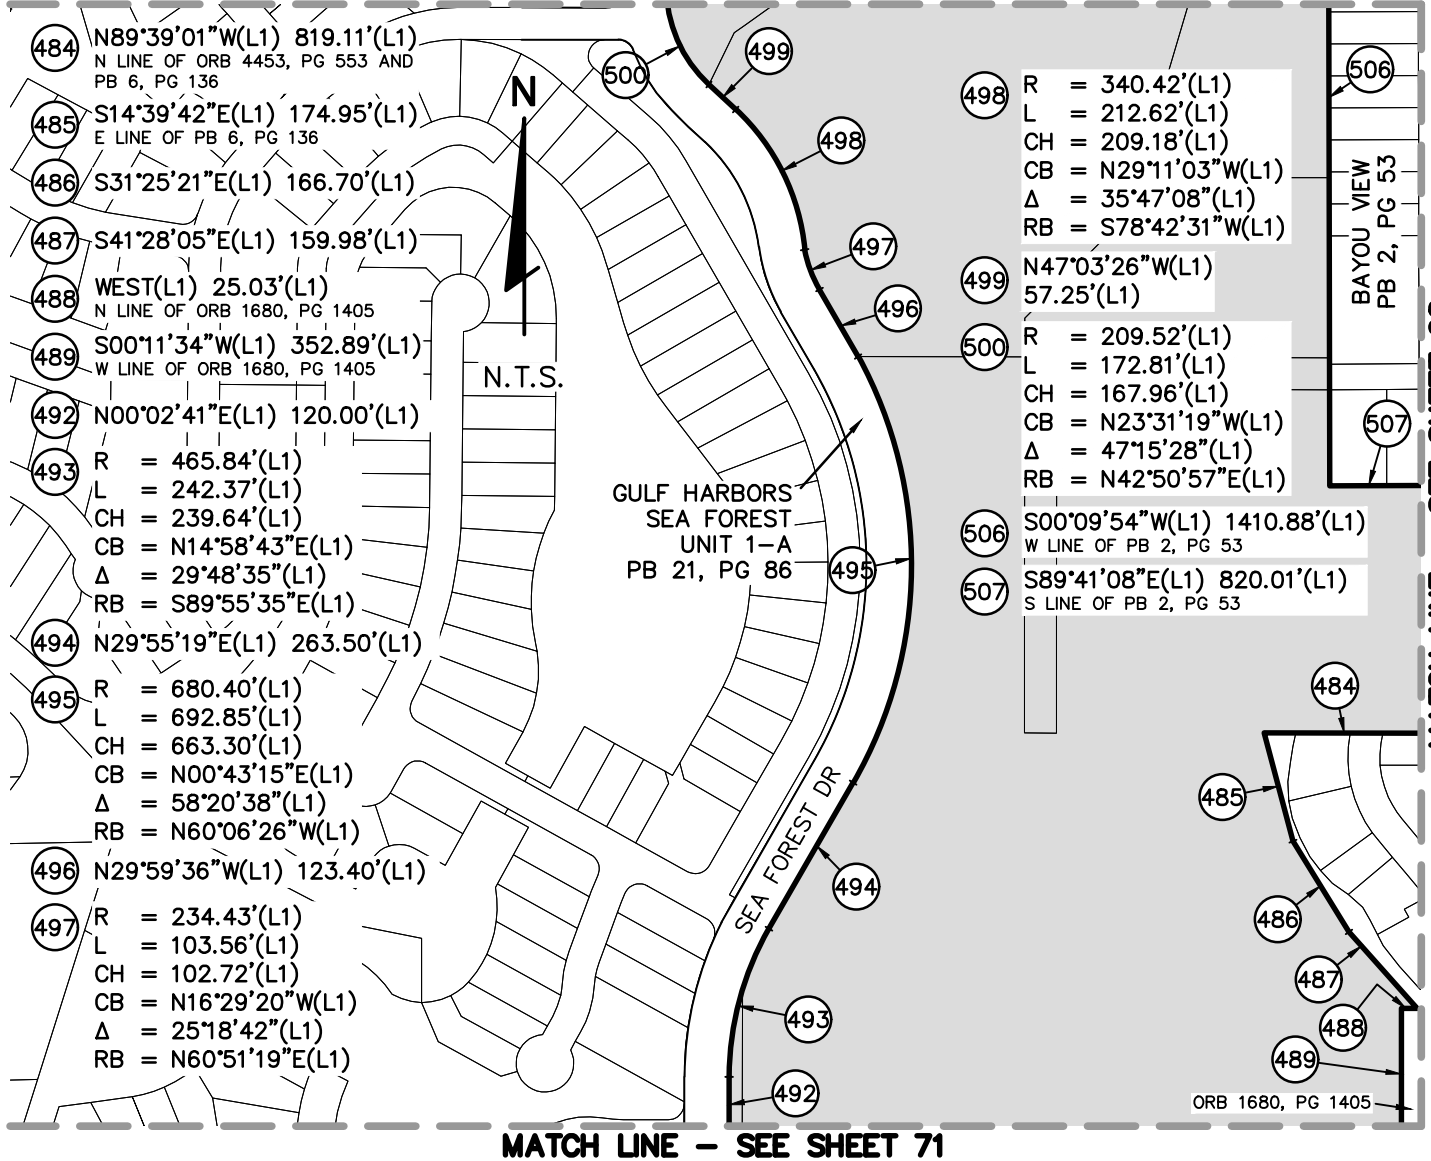 484 N89°39'01"W(L1) 819.11'(L1)
N LINE OF ORB 4453, PG 553 AND
PB 6, PG 136
485 S14°39'42"E(L1) 174.95'(L1)
E LINE OF PB 6, PG 136
486 S31°25'21"E(L1) 166.70'(L1)
487 S41°28'05"E(L1) 159.98'(L1)
488 WEST(L1) 25.03'(L1)
N LINE OF ORB 1680, PG 1405
489 S00°11'34"W(L1) 352.89'(L1)
W LINE OF ORB 1680, PG 1405
492 N00°02'41"E(L1) 120.00'(L1)
493 R = 465.84'(L1)
L = 242.37'(L1)
CH = 239.64'(L1)
CB = N14°58'43"E(L1)
Δ = 29°48'35"(L1)
RB = S89°55'35"E(L1)
494 N29°55'19"E(L1) 263.50'(L1)
495 R = 680.40'(L1)
L = 692.85'(L1)
CH = 663.30'(L1)
CB = N00°43'15"E(L1)
Δ = 58°20'38"(L1)
RB = N60°06'26"W(L1)
496 N29°59'36"W(L1) 123.40'(L1)
497 R = 234.43'(L1)
L = 103.56'(L1)
CH = 102.72'(L1)
CB = N16°29'20"W(L1)
Δ = 25°18'42"(L1)
RB = N60°51'19"E(L1)
N
N.T.S.
GULF HARBORS
SEA FOREST
UNIT 1-A
PB 21, PG 86
SEA FOREST DR
500
499
498
497
496
495
494
493
492
498 R = 340.42'(L1)
L = 212.62'(L1)
CH = 209.18'(L1)
CB = N29°11'03"W(L1)
Δ = 35°47'08"(L1)
RB = S78°42'31"W(L1)
499 N47°03'26"W(L1)
57.25'(L1)
500 R = 209.52'(L1)
L = 172.81'(L1)
CH = 167.96'(L1)
CB = N23°31'19"W(L1)
Δ = 47°15'28"(L1)
RB = N42°50'57"E(L1)
506 S00°09'54"W(L1) 1410.88'(L1)
W LINE OF PB 2, PG 53
507 S89°41'08"E(L1) 820.01'(L1)
S LINE OF PB 2, PG 53
506
BAYOU VIEW
PB 2, PG 53
507
484
485
486
487
488
489
ORB 1680, PG 1405
MATCH LINE – SEE SHEET 71